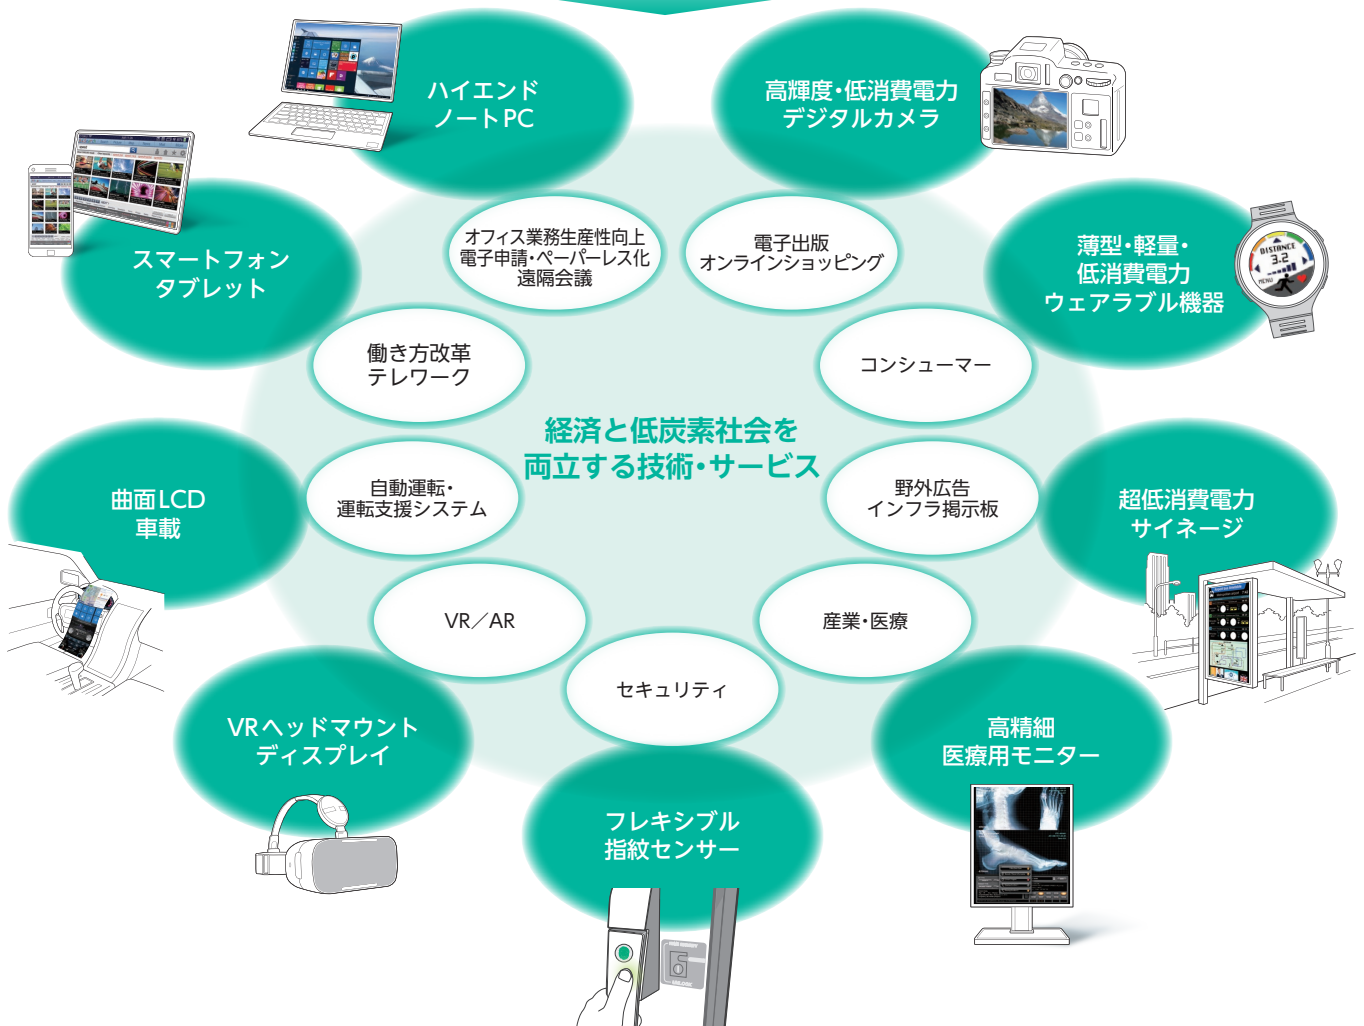 ハイエンド
ノートPC
高輝度・低消費電力
デジタルカメラ
スマートフォン
タブレット
オフィス業務生産性向上
電子申請・ペーパーレス化
遠隔会議
電子出版
オンラインショッピング
薄型・軽量・
低消費電力
ウェアラブル機器
DISTANCE
3.2
MENU
働き方改革
テレワーク
コンシューマー
経済と低炭素社会を
両立する技術・サービス
曲面LCD
車載
自動運転・
運転支援システム
野外広告
インフラ掲示板
超低消費電力
サイネージ
VR／AR
産業・医療
セキュリティ
VRヘッドマウント
ディスプレイ
高精細
医療用モニター
フレキシブル
指紋センサー